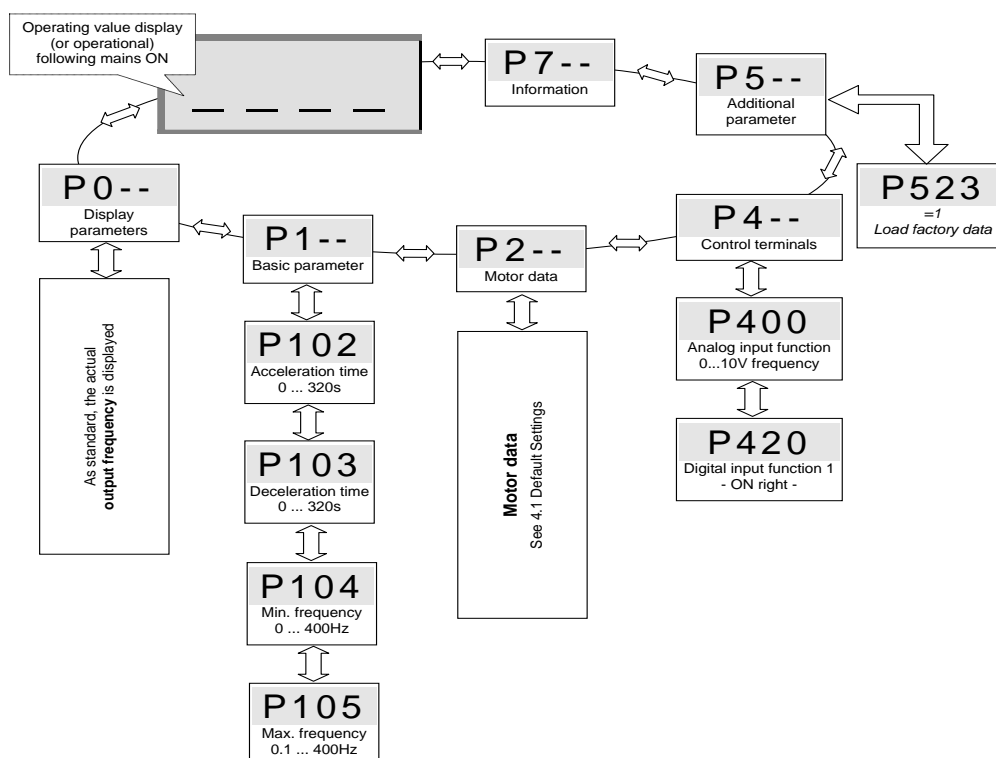 Operating value display
(or operational)
following mains ON
_ _ _ _
P7--
Information
P5--
Additional
parameter
P523
=1
Load factory data
P0--
Display
parameters
P1--
Basic parameter
P2--
Motor data
P4--
Control terminals
As standard, the actual
output frequency is displayed
P102
Acceleration time
0 ... 320s
P103
Deceleration time
0 ... 320s
P104
Min. frequency
0 ... 400Hz
P105
Max. frequency
0.1 ... 400Hz
Motor data
See 4.1 Default Settings
P400
Analog input function
0...10V frequency
P420
Digital input function 1
- ON right -